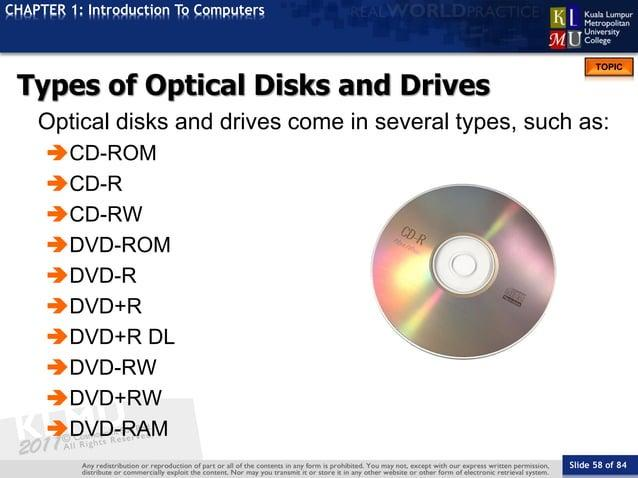 CHAPTER 1: Introduction To Computers
REALWORLDPRACTICE
KL
MU
Kuala Lumpur
Metropolitan
University
College
TOPIC
Types of Optical Disks and Drives
Optical disks and drives come in several types, such as:
CD-ROM
CD-R
CD-RW
DVD-ROM
DVD-R
DVD+R
DVD+R DL
DVD-RW
DVD+RW
DVD-RAM
CD-R
KLMU
2011©
All Rights Reserved
Any redistribution or reproduction of part or all of the contents in any form is prohibited. You may not, except with our express written permission,
distribute or commercially exploit the content. Nor may you transmit it or store it in any other website or other form of electronic retrieval system.
Slide 58 of 84